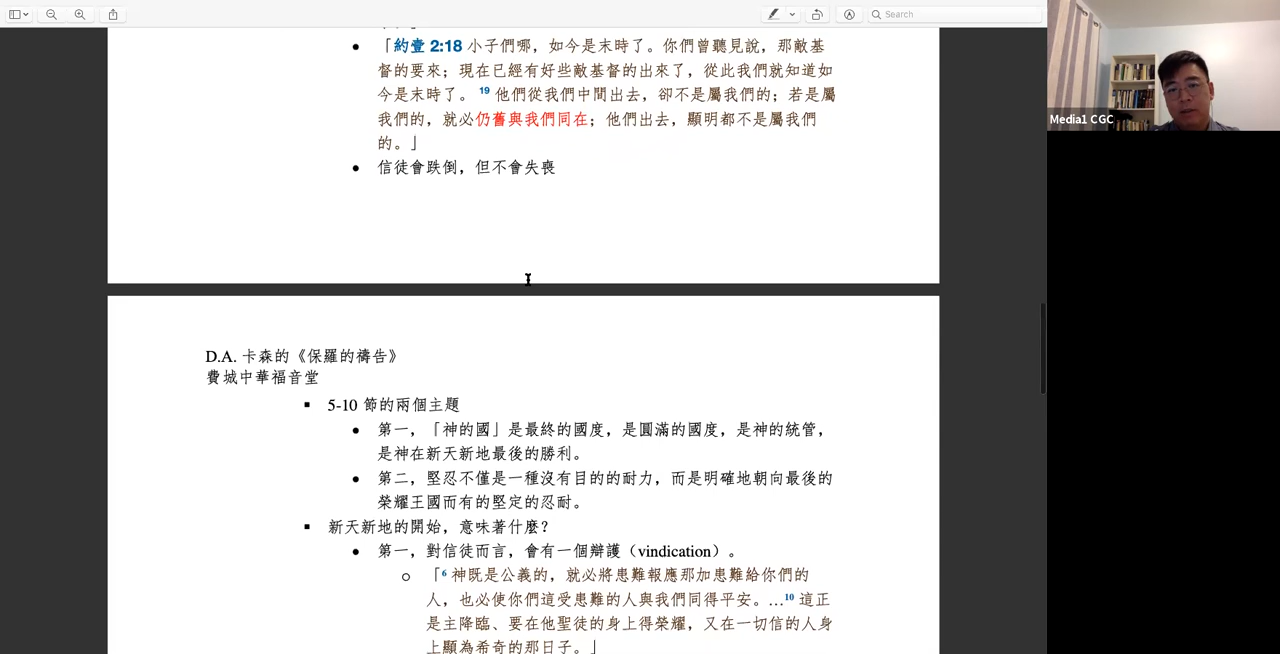 Search
Media1 CGC
「約壹 2:18 小子們哪，如今是末時了。你們曾聽見說，那敵基
督的要來；現在已經有好些敵基督的出來了，從此我們就知道如
今是末時了。 19 他們從我們中間出去，卻不是屬我們的；若是屬
我們的，就必仍舊與我們同在；他們出去，顯明都不是屬我們
的。」
信徒會跌倒，但不會失喪
D.A. 卡森的《保羅的禱告》
費城中華福音堂
5-10 節的兩個主題
第一，「神的國」是最終的國度，是圓滿的國度，是神的統管，
是神在新天新地最後的勝利。
第二，堅忍不僅是一種沒有目的的耐力，而是明確地朝向最後的
榮耀王國而有的堅定的忍耐。
新天新地的開始，意味著什麼？
第一，對信徒而言，會有一個辯護（vindication）。
「6 神既是公義的，就必將患難報應那加患難給你們的
人，也必使你們這受患難的人與我們同得平安。…10 這正
是主降臨、要在他聖徒的身上得榮耀，又在一切信的人身
上顯為希奇的那日子。」